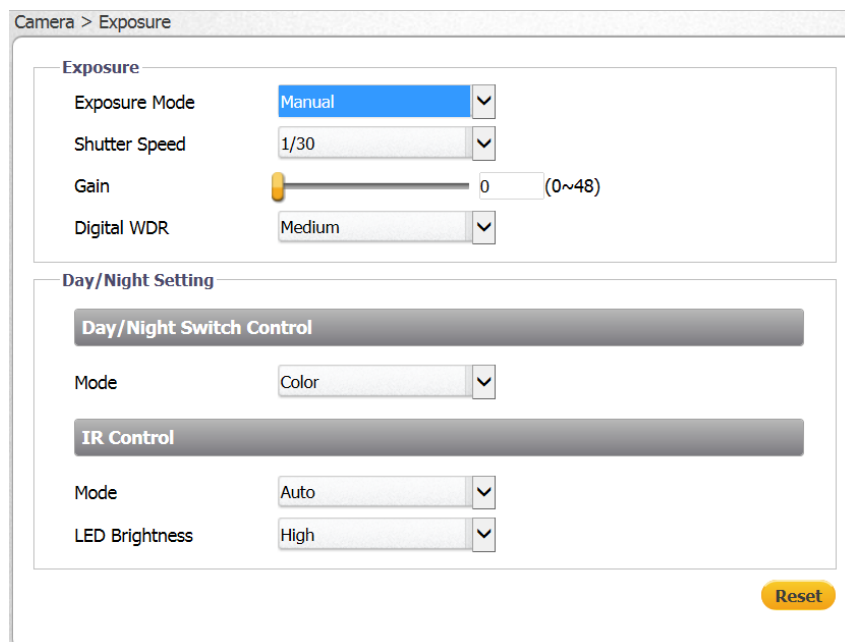 Camera > Exposure
Exposure
Exposure Mode Manual
Shutter Speed 1/30
Gain 0 (0~48)
Digital WDR Medium
Day/Night Setting
Day/Night Switch Control
Mode Color
IR Control
Mode Auto
LED Brightness High
Reset